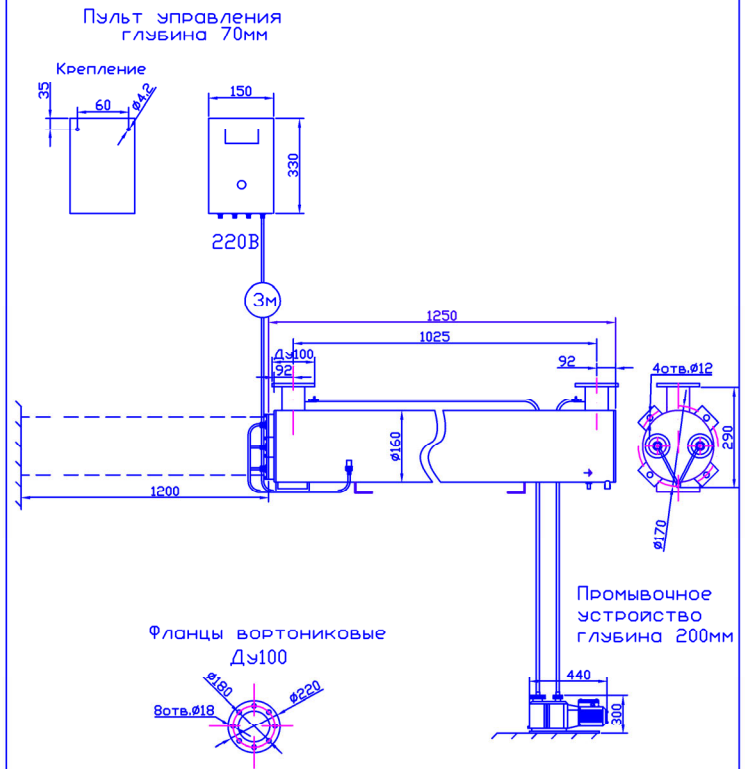 Пульт управления
глубина 70мм
Крепление
35
60
ø4.2
150
330
220В
3м
1250
1025
Ду100
92
92
4отв.ø12
ø160
290
1200
ø170
Промывочное
устройство
глубина 200мм
Фланцы вортониковые
Ду100
ø180
ø220
8отв.ø18
440
300